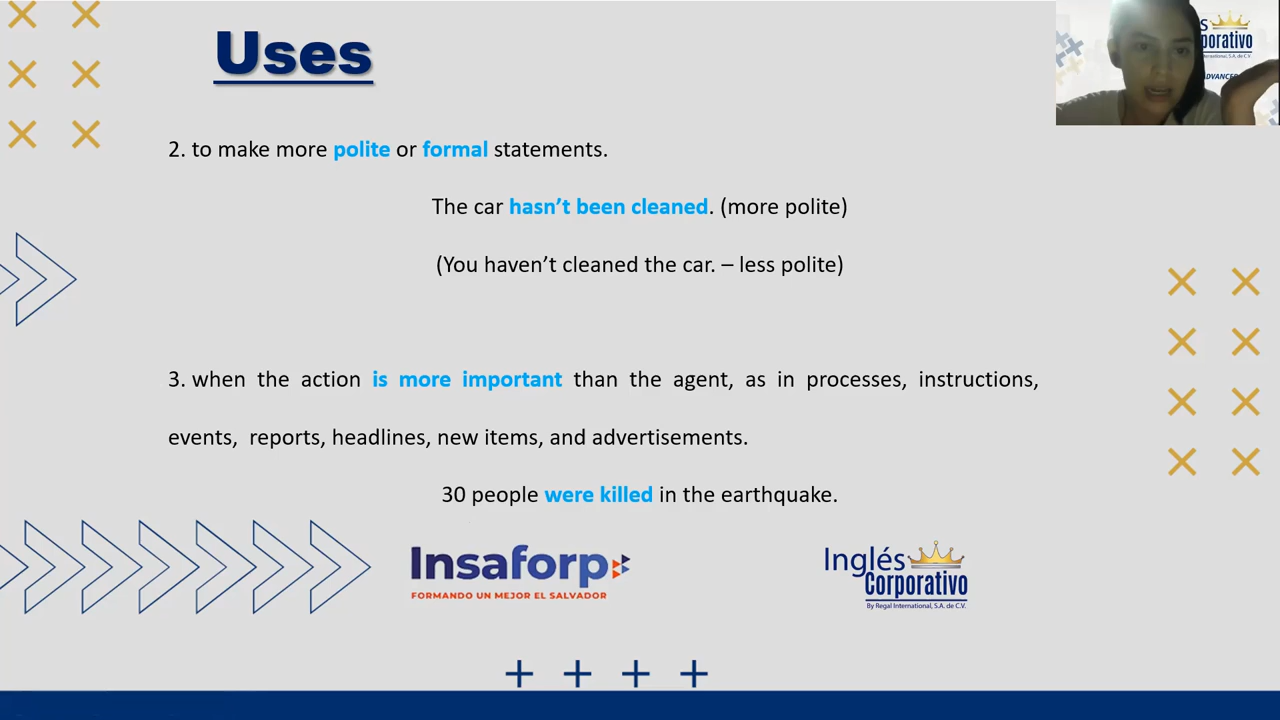 Uses
2. to make more polite or formal statements.
The car hasn’t been cleaned. (more polite)
(You haven’t cleaned the car. – less polite)
3. when the action is more important than the agent, as in processes, instructions,
events, reports, headlines, new items, and advertisements.
30 people were killed in the earthquake.
Insaforp
FORMANDO UN MEJOR EL SALVADOR
Inglés
Corporativo
By Regal International, S.A. de C.V.